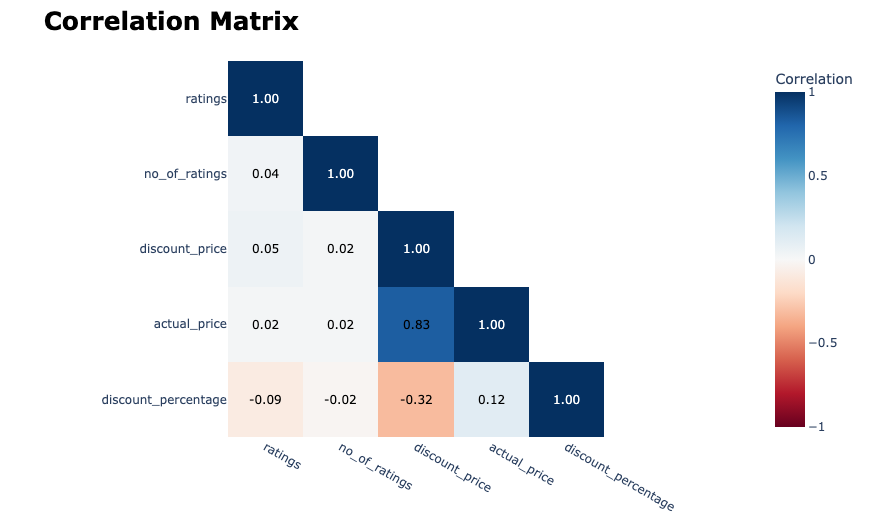 Correlation Matrix
Correlation
ratings
1.00
1
no_of_ratings
0.04
1.00
0.5
discount_price
0.05
0.02
1.00
0
actual_price
0.02
0.02
0.83
1.00
−0.5
discount_percentage
-0.09
-0.02
-0.32
0.12
1.00
−1
ratings
no_of_ratings
discount_price
actual_price
discount_percentage